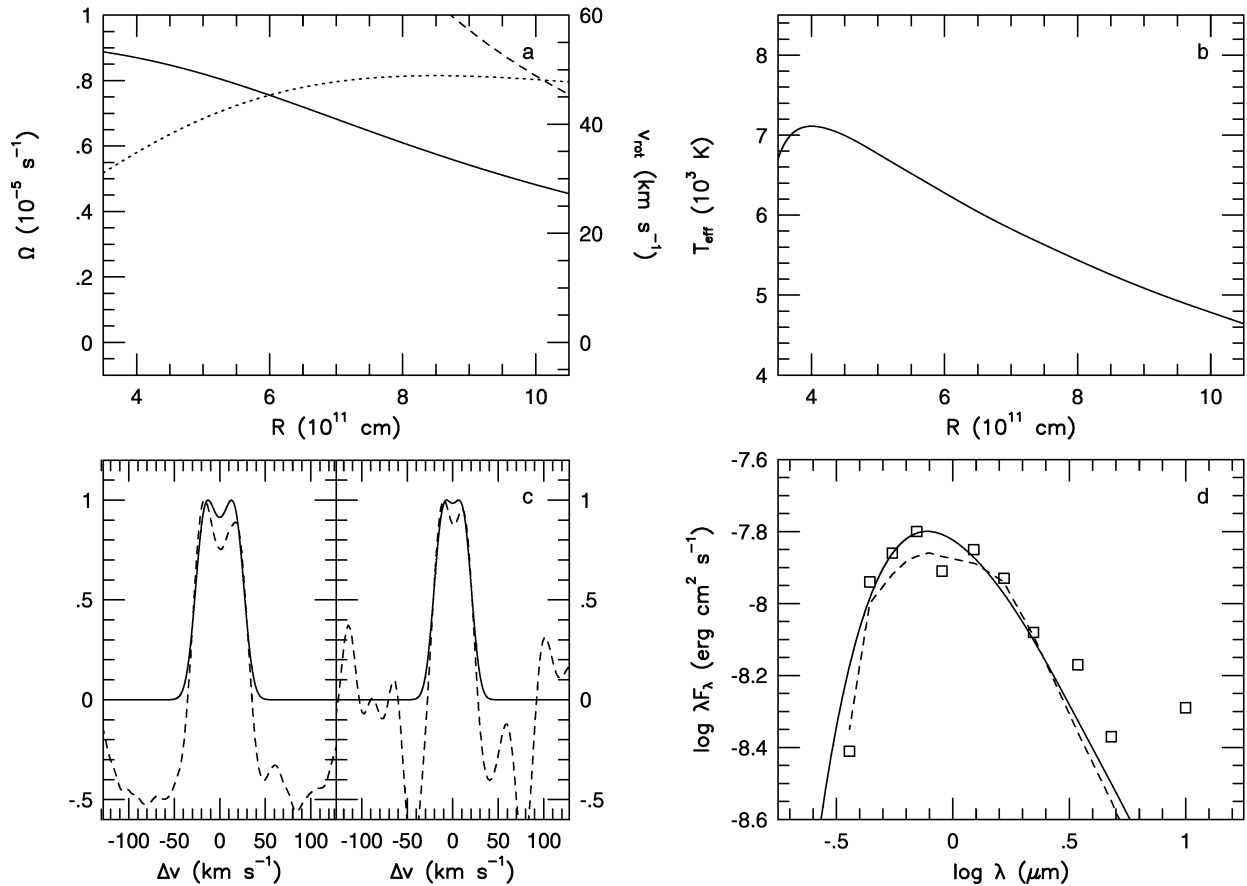 a
1
.8
.6
.4
.2
0
Ω (10⁻⁵ s⁻¹)
60
40
20
0
v_rot (km s⁻¹)
4 6 8 10
R (10¹¹ cm)
b
8
7
6
5
4
T_eff (10³ K)
4 6 8 10
R (10¹¹ cm)
c
1
.5
0
-.5
1
.5
0
-.5
-100 -50 0 50 100
-100 -50 0 50 100
Δv (km s⁻¹)
Δv (km s⁻¹)
d
-7.6
-7.8
-8
-8.2
-8.4
-8.6
log λF_λ (erg cm² s⁻¹)
-.5 0 .5 1
log λ (μm)